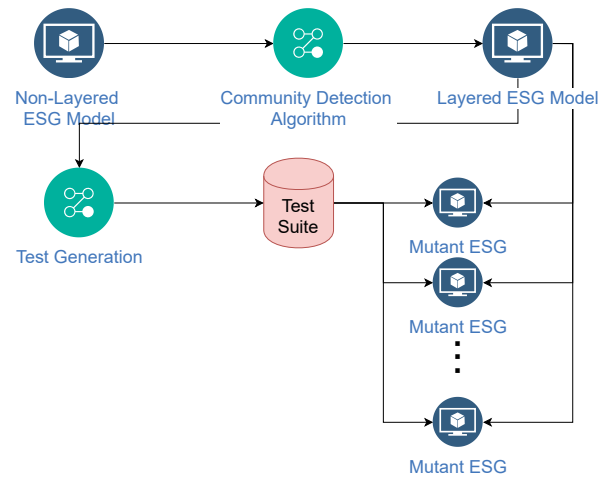 Non-Layered
ESG Model
Community Detection
Algorithm
Layered ESG Model
Test Generation
Test
Suite
Mutant ESG
Mutant ESG
Mutant ESG